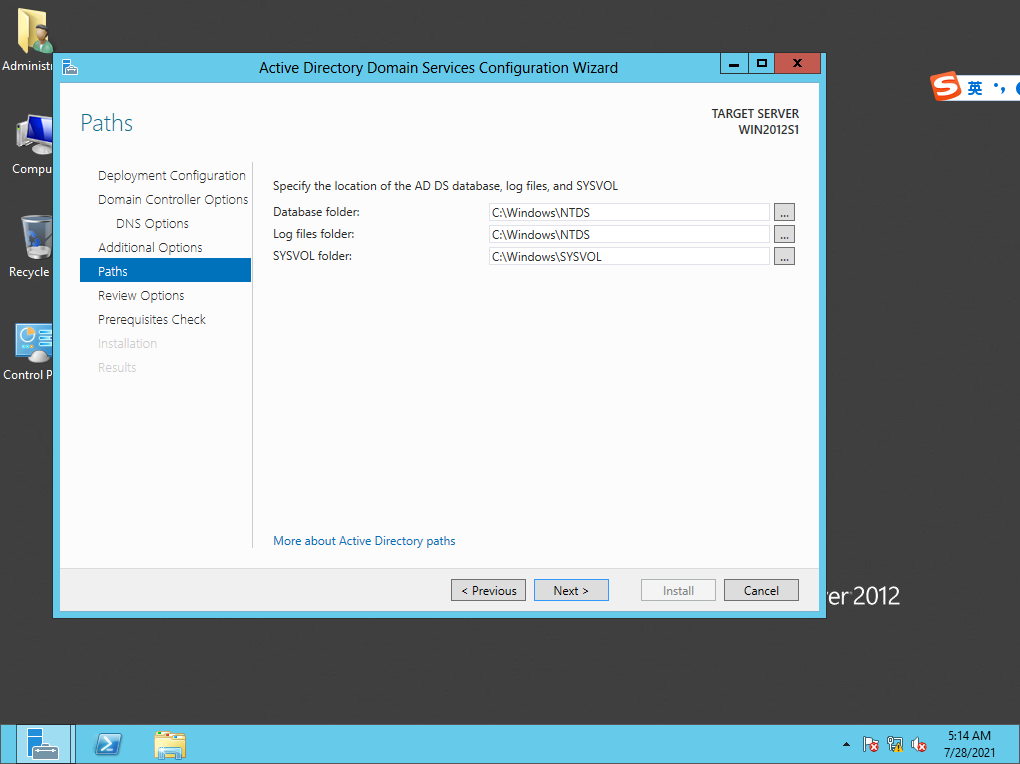 Administ
Compu
Recycle
Control P
Active Directory Domain Services Configuration Wizard
Paths
TARGET SERVER
WIN2012S1
Deployment Configuration
Domain Controller Options
DNS Options
Additional Options
Paths
Review Options
Prerequisites Check
Installation
Results
Specify the location of the AD DS database, log files, and SYSVOL
Database folder: C:\Windows\NTDS ...
Log files folder: C:\Windows\NTDS ...
SYSVOL folder: C:\Windows\SYSVOL ...
More about Active Directory paths
< Previous Next > Install Cancel
英
er 2012
5:14 AM
7/28/2021